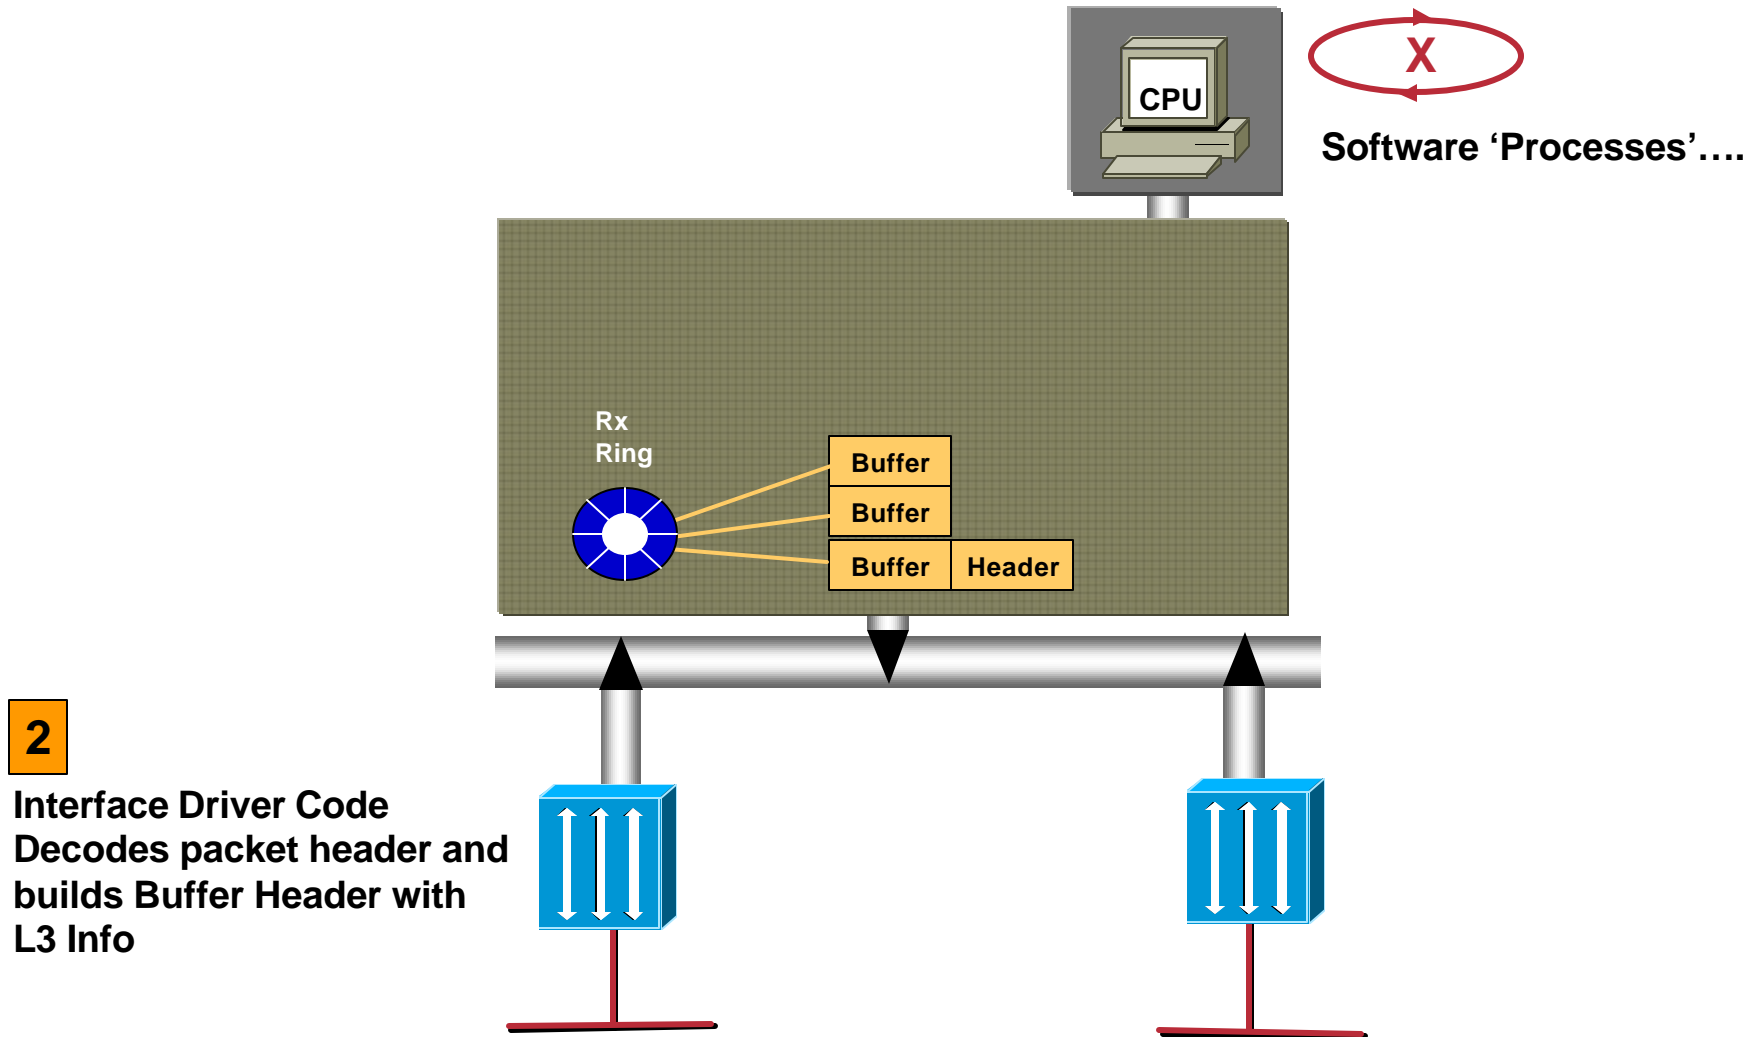 X
CPU
Software ‘Processes’….
Rx
Ring
Buffer
Buffer
Buffer Header
2
Interface Driver Code
Decodes packet header and
builds Buffer Header with
L3 Info